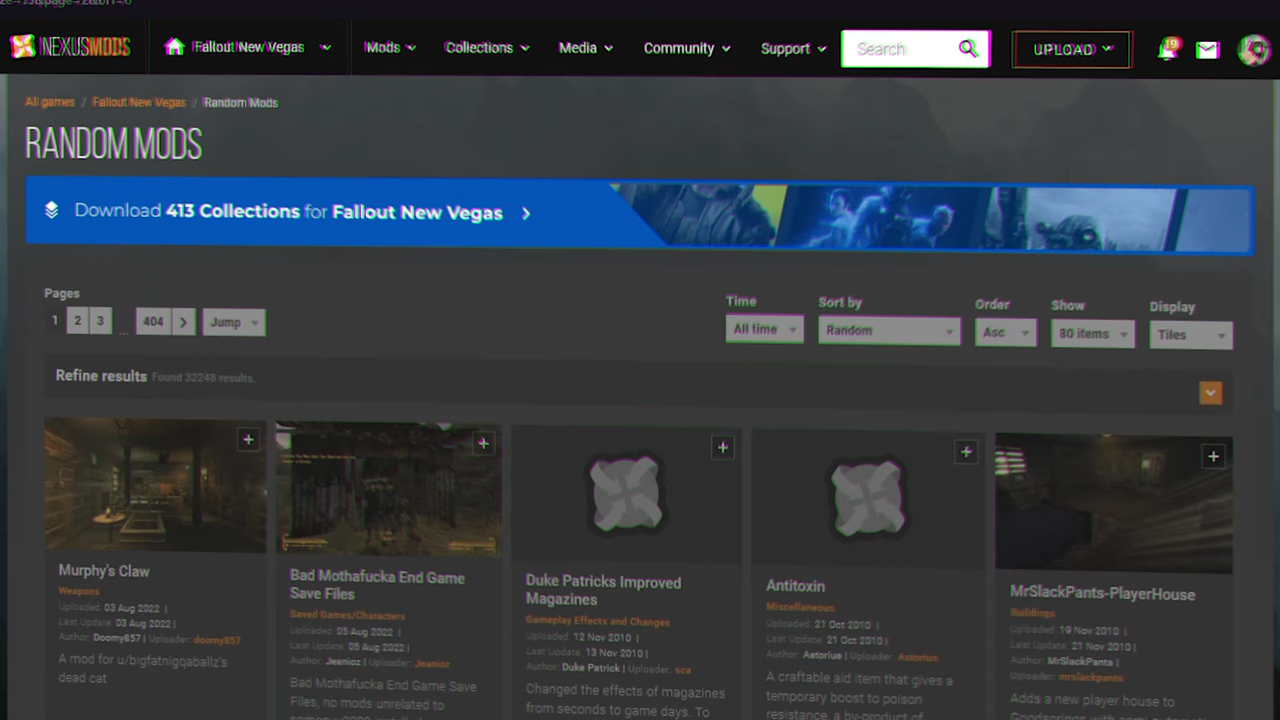 NEXUSMODS
Fallout New Vegas
Mods
Collections
Media
Community
Support
Search
UPLOAD
19
All games / Fallout New Vegas / Random Mods
RANDOM MODS
Download 413 Collections for Fallout New Vegas
Pages
1 2 3 ... 404
Jump
Time
All time
Sort by
Random
Order
Asc
Show
80 items
Display
Tiles
Refine results Found 32248 results.
Murphy's Claw
Weapons
Uploaded: 03 Aug 2022 |
Last Update: 03 Aug 2022 |
Author: Doomy857 | Uploader: doomy857
A mod for u/bigfatnigqaballz's
dead cat
Bad Mothafucka End Game
Save Files
Saved Games/Characters
Uploaded: 05 Aug 2022 |
Last Update: 05 Aug 2022 |
Author: Jeanioz | Uploader: Jeanioz
Bad Mothafucka End Game Save
Files, no mods unrelated to
Duke Patricks Improved
Magazines
Gameplay Effects and Changes
Uploaded: 12 Nov 2010 |
Last Update: 13 Nov 2010 |
Author: Duke Patrick | Uploader: sca
Changed the effects of magazines
from seconds to game days. To
Antitoxin
Miscellaneous
Uploaded: 21 Oct 2010 |
Last Update: 21 Oct 2010 |
Author: Astorius | Uploader: Astorius
A craftable aid item that gives a
temporary boost to poison
resistance, a by-product of
MrSlackPants-PlayerHouse
Buildings
Uploaded: 19 Nov 2010 |
Last Update: 21 Nov 2010 |
Author: MrSlackPants |
Uploader: mrslackpants
Adds a new player house to